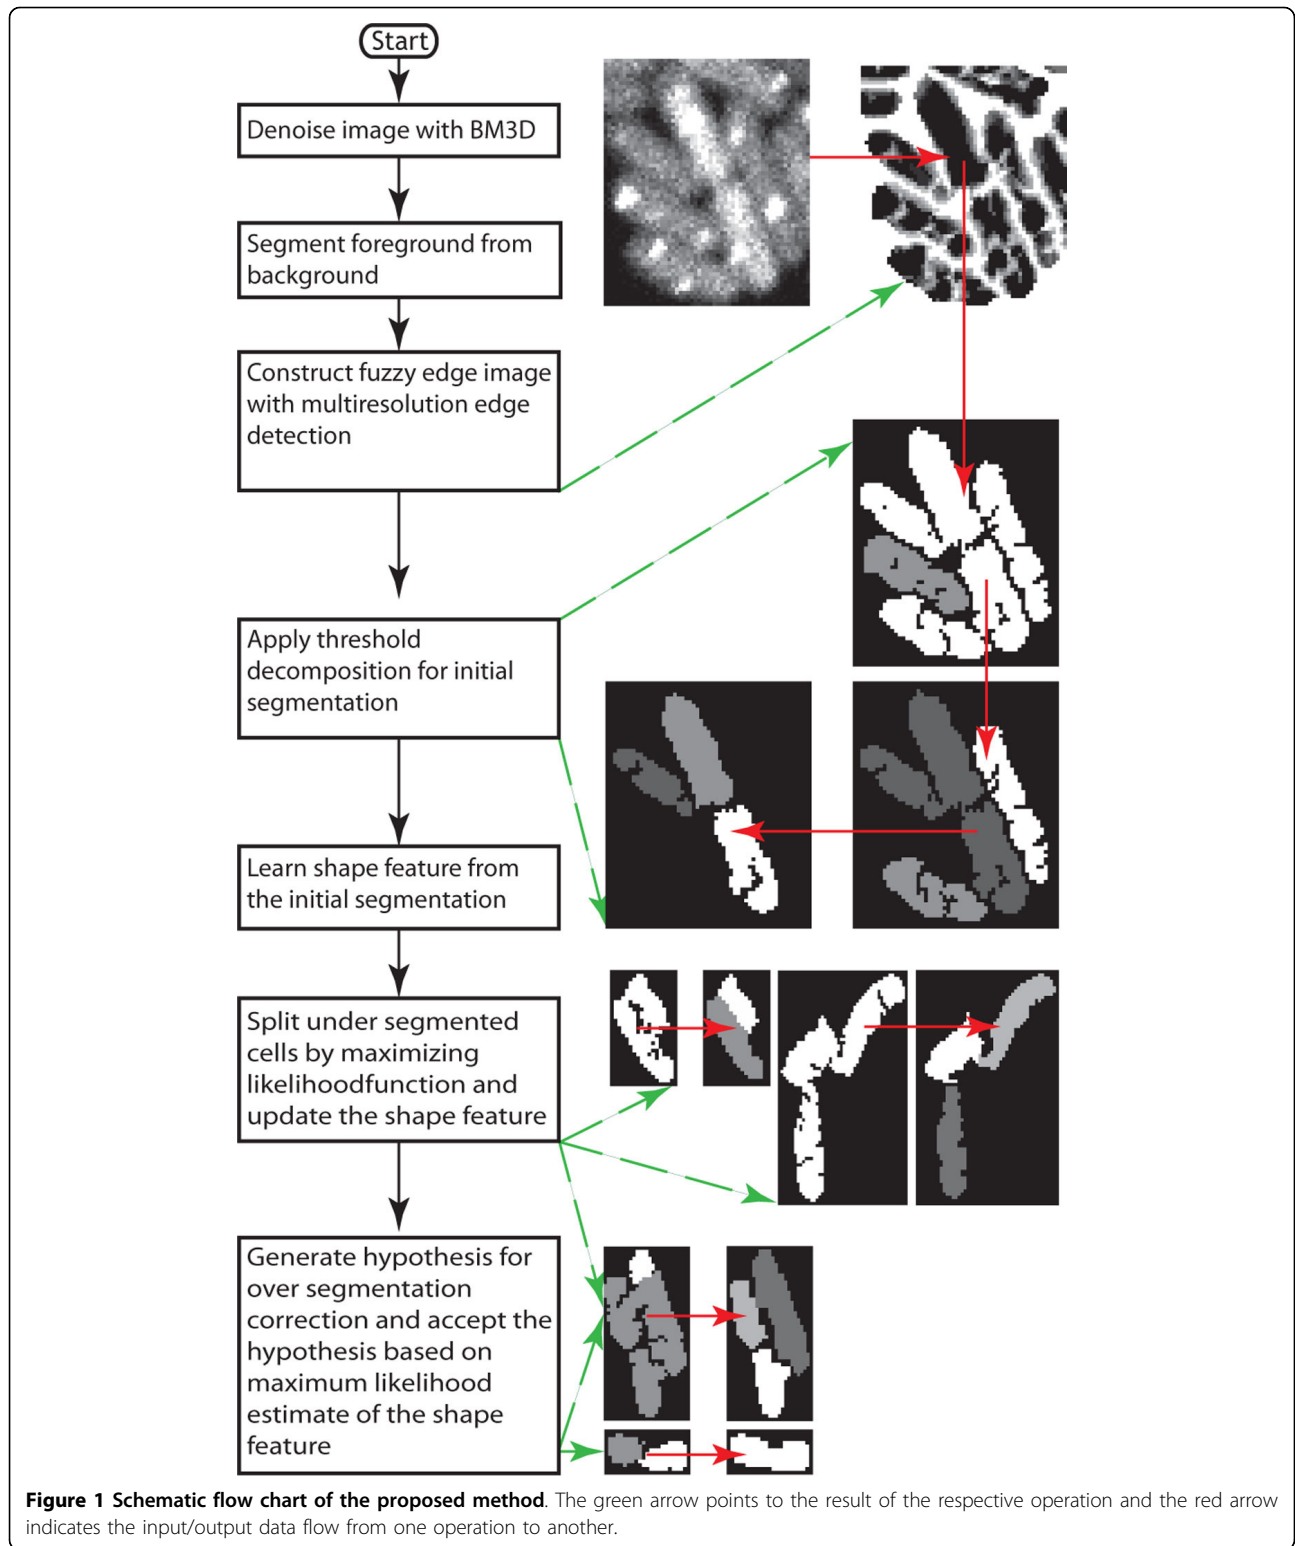 Start
Denoise image with BM3D
Segment foreground from
background
Construct fuzzy edge image
with multiresolution edge
detection
Apply threshold
decomposition for initial
segmentation
Learn shape feature from
the initial segmentation
Split under segmented
cells by maximizing
likelihoodfunction and
update the shape feature
Generate hypothesis for
over segmentation
correction and accept the
hypothesis based on
maximum likelihood
estimate of the shape
feature
Figure 1 Schematic flow chart of the proposed method. The green arrow points to the result of the respective operation and the red arrow
indicates the input/output data flow from one operation to another.